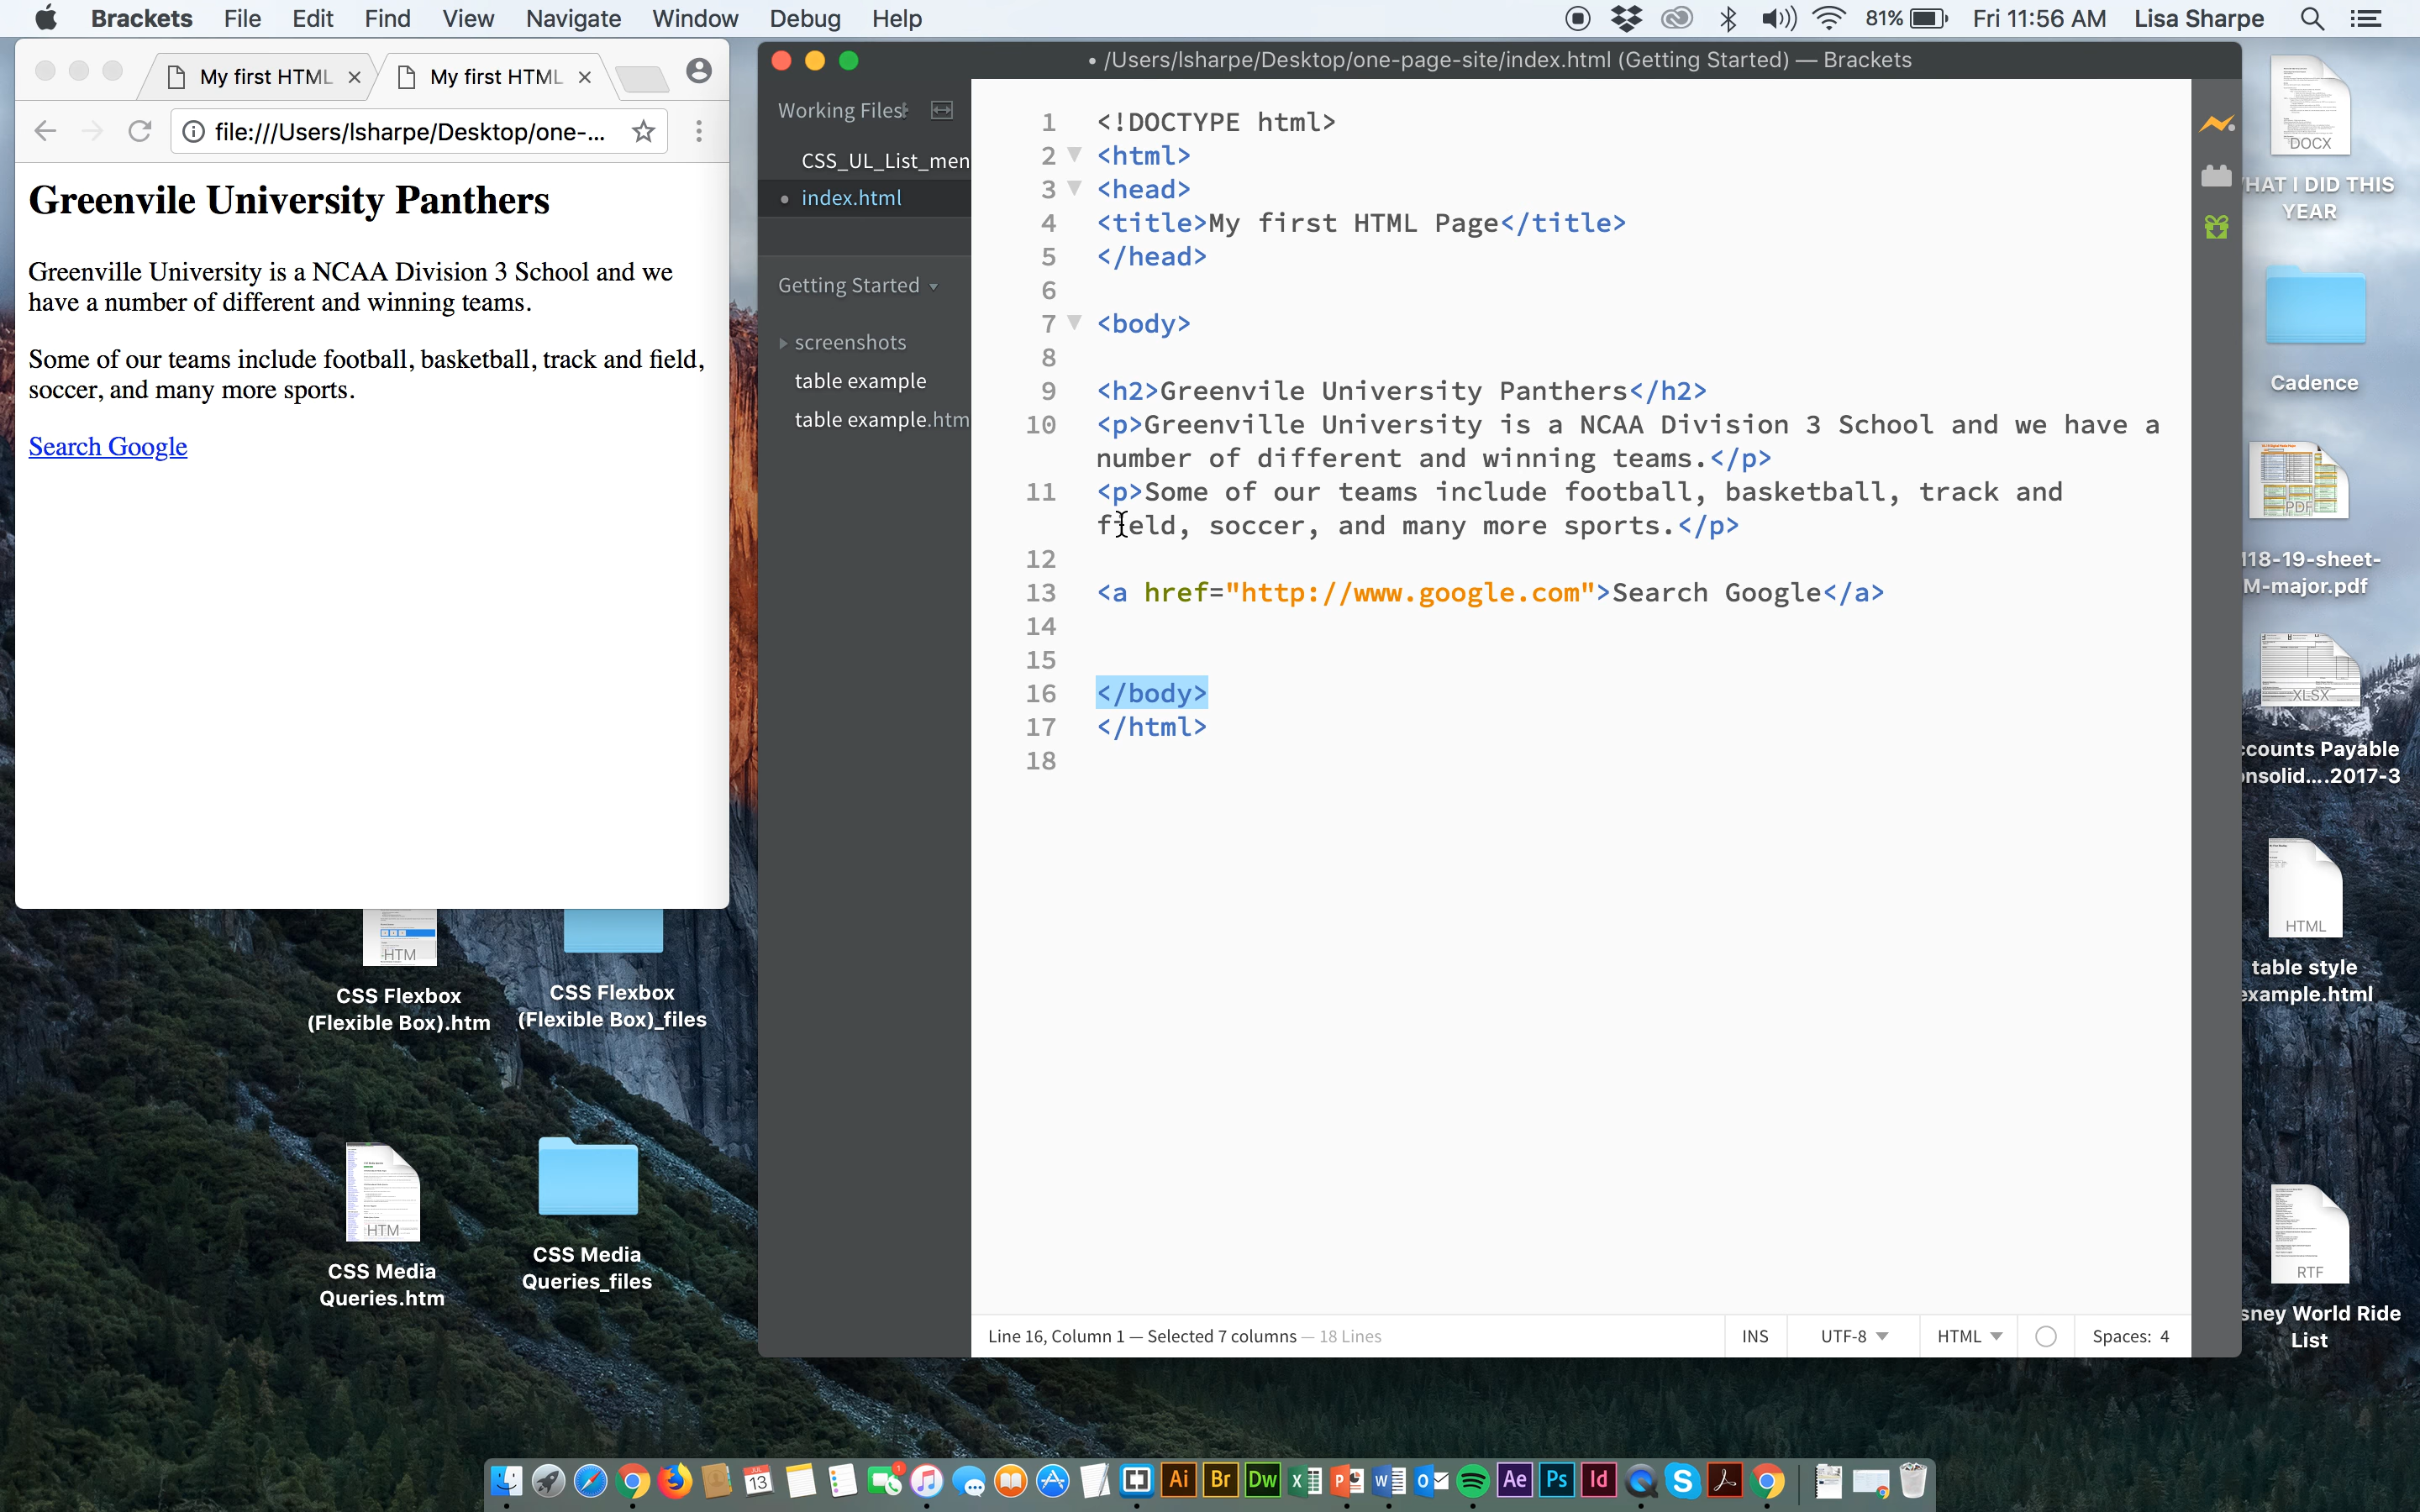 Brackets File Edit Find View Navigate Window Debug Help 81% Fri 11:56 AM Lisa Sharpe
My first HTML My first HTML
file:///Users/lsharpe/Desktop/one-...
Greenvile University Panthers
Greenville University is a NCAA Division 3 School and we
have a number of different and winning teams.
Some of our teams include football, basketball, track and field,
soccer, and many more sports.
Search Google
• /Users/lsharpe/Desktop/one-page-site/index.html (Getting Started) — Brackets
Working Files
CSS_UL_List_men
index.html
Getting Started
screenshots
table example
table example.htm
1 <!DOCTYPE html>
2 <html>
3 <head>
4 <title>My first HTML Page</title>
5 </head>
6
7 <body>
8
9 <h2>Greenvile University Panthers</h2>
10 <p>Greenville University is a NCAA Division 3 School and we have a
number of different and winning teams.</p>
11 <p>Some of our teams include football, basketball, track and
field, soccer, and many more sports.</p>
12
13 <a href="http://www.google.com">Search Google</a>
14
15
16 </body>
17 </html>
18
Line 16, Column 1 — Selected 7 columns — 18 Lines
INS UTF-8 HTML Spaces: 4
DOCX
HAT I DID THIS
YEAR
Cadence
PDF
18-19-sheet-
M-major.pdf
XLSX
ccounts Payable
onsolid....2017-3
HTML
table style
example.html
RTF
sney World Ride
List
HTM
CSS Flexbox
(Flexible Box).htm
CSS Flexbox
(Flexible Box)_files
HTM
CSS Media
Queries.htm
CSS Media
Queries_files
JUL
13
1
Ai Br Dw Ae Ps Id